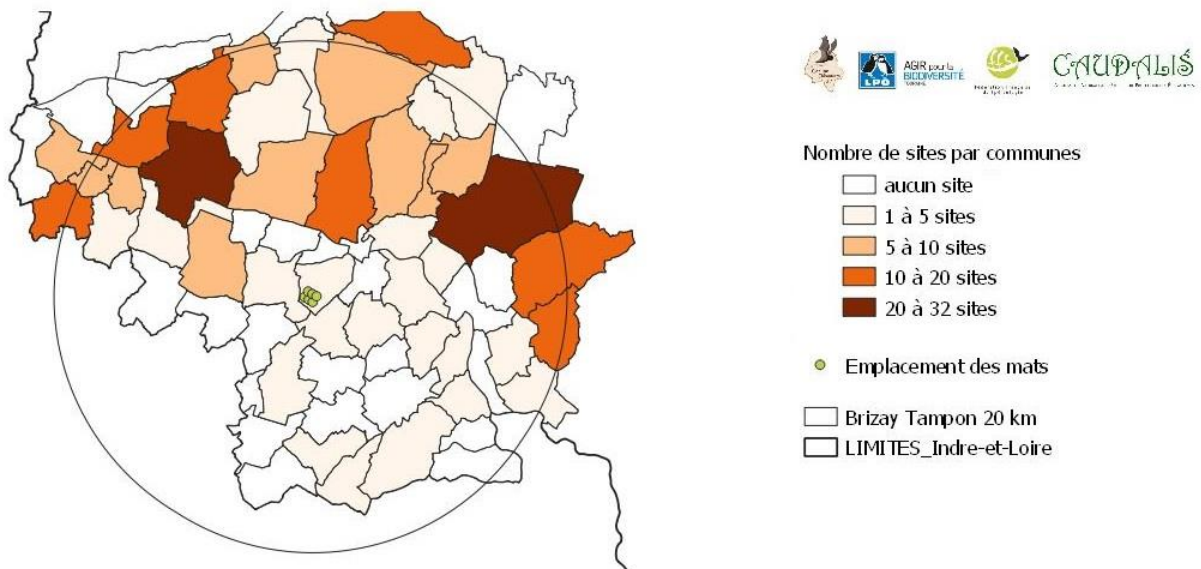 LPO
AGIR pour la
BIODIVERSITÉ
CAUDALIS
Nombre de sites par communes
aucun site
1 à 5 sites
5 à 10 sites
10 à 20 sites
20 à 32 sites
Emplacement des mats
Brizay Tampon 20 km
LIMITES_Indre-et-Loire